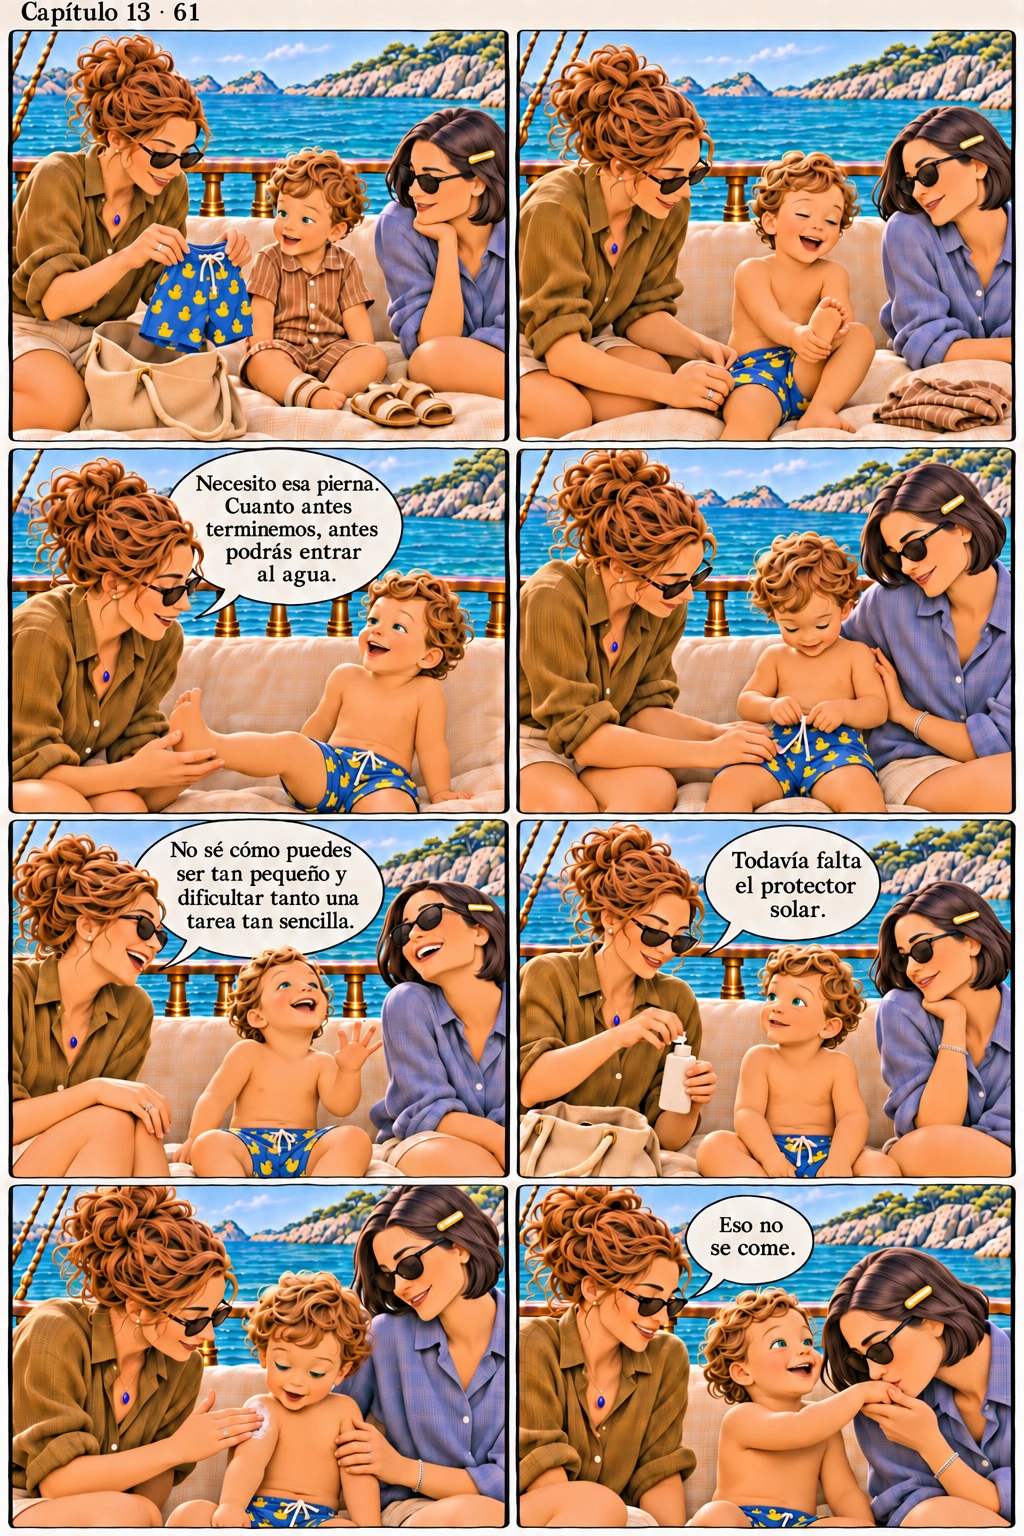 Capítulo 13 · 61
Necesito esa pierna.
Cuanto antes
terminemos, antes
podrás entrar
al agua.
No sé cómo puedes
ser tan pequeño y
dificultar tanto una
tarea tan sencilla.
Todavía falta
el protector
solar.
Eso no
se come.